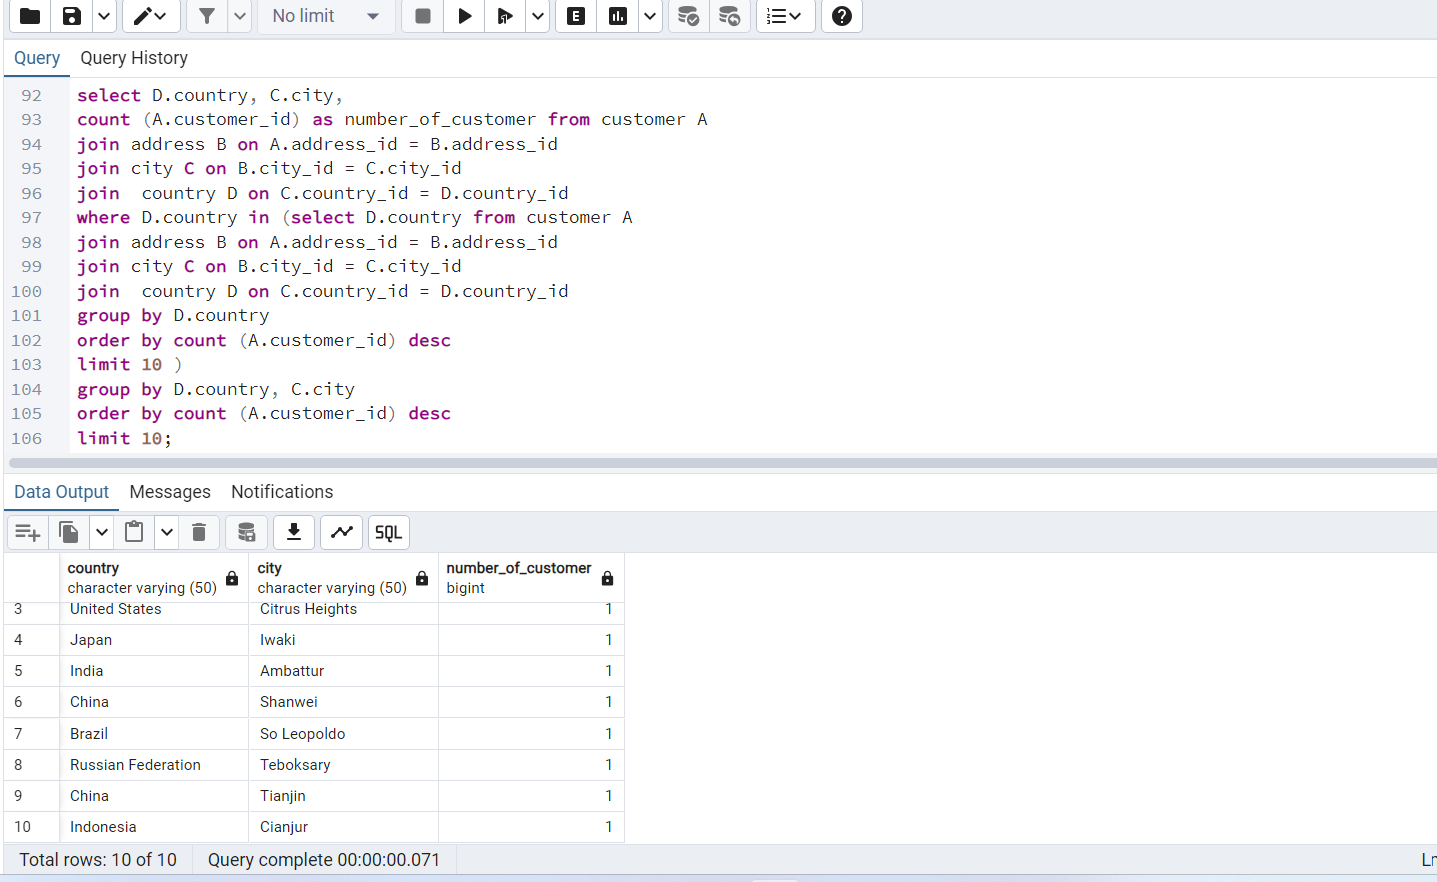 No limit
E
Query Query History
92 select D.country, C.city,
93 count (A.customer_id) as number_of_customer from customer A
94 join address B on A.address_id = B.address_id
95 join city C on B.city_id = C.city_id
96 join  country D on C.country_id = D.country_id
97 where D.country in (select D.country from customer A
98 join address B on A.address_id = B.address_id
99 join city C on B.city_id = C.city_id
100 join  country D on C.country_id = D.country_id
101 group by D.country
102 order by count (A.customer_id) desc
103 limit 10 )
104 group by D.country, C.city
105 order by count (A.customer_id) desc
106 limit 10;
Data Output Messages Notifications
SQL
country city number_of_customer
character varying (50) character varying (50) bigint
3 United States Citrus Heights 1
4 Japan Iwaki 1
5 India Ambattur 1
6 China Shanwei 1
7 Brazil So Leopoldo 1
8 Russian Federation Teboksary 1
9 China Tianjin 1
10 Indonesia Cianjur 1
Total rows: 10 of 10 Query complete 00:00:00.071